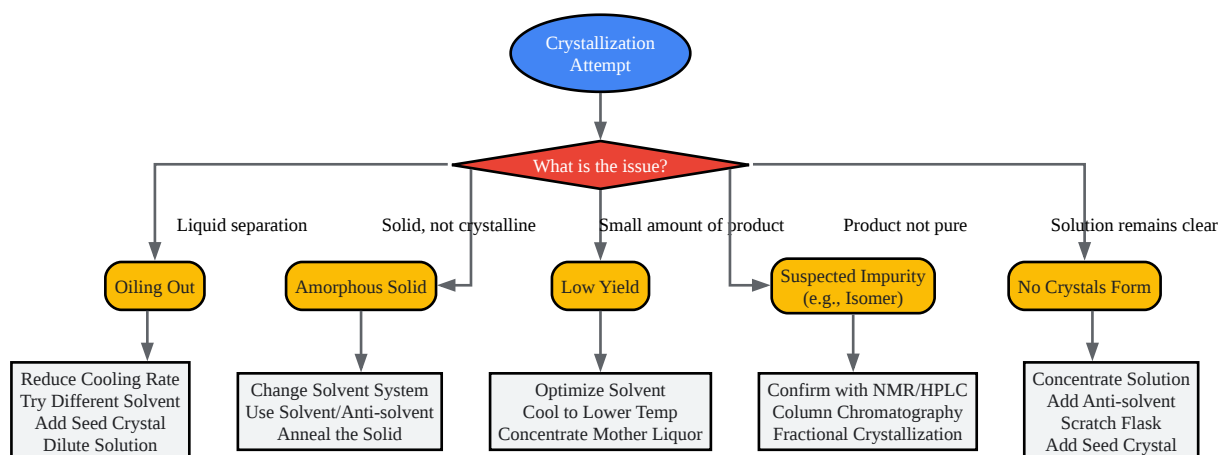 Crystallization
Attempt
What is the issue?
Liquid separation
Solid, not crystalline
Small amount of product
Product not pure
Solution remains clear
Oiling Out
Amorphous Solid
Low Yield
Suspected Impurity
(e.g., Isomer)
No Crystals Form
Reduce Cooling Rate
Try Different Solvent
Add Seed Crystal
Dilute Solution
Change Solvent System
Use Solvent/Anti-solvent
Anneal the Solid
Optimize Solvent
Cool to Lower Temp
Concentrate Mother Liquor
Confirm with NMR/HPLC
Column Chromatography
Fractional Crystallization
Concentrate Solution
Add Anti-solvent
Scratch Flask
Add Seed Crystal